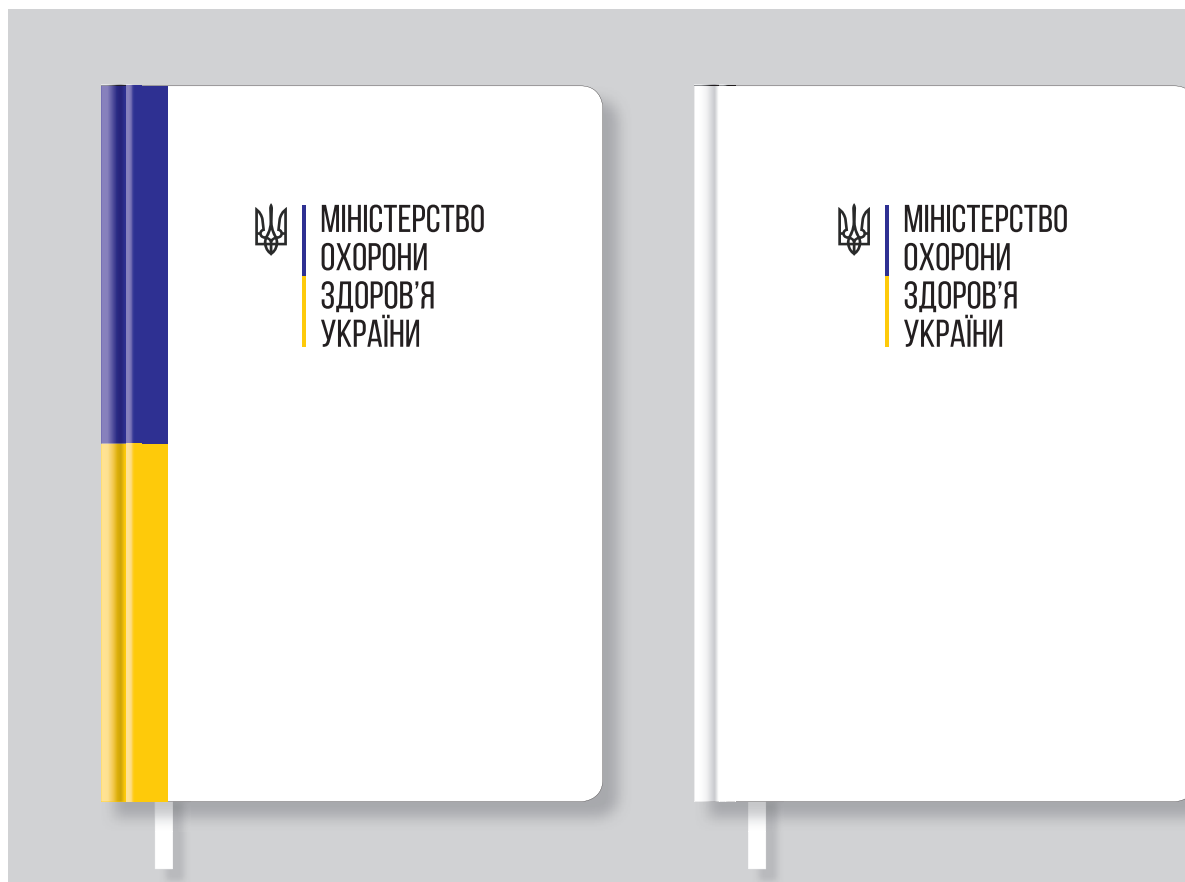 МІНІСТЕРСТВО
ОХОРОНИ
ЗДОРОВ’Я
УКРАЇНИ
МІНІСТЕРСТВО
ОХОРОНИ
ЗДОРОВ’Я
УКРАЇНИ